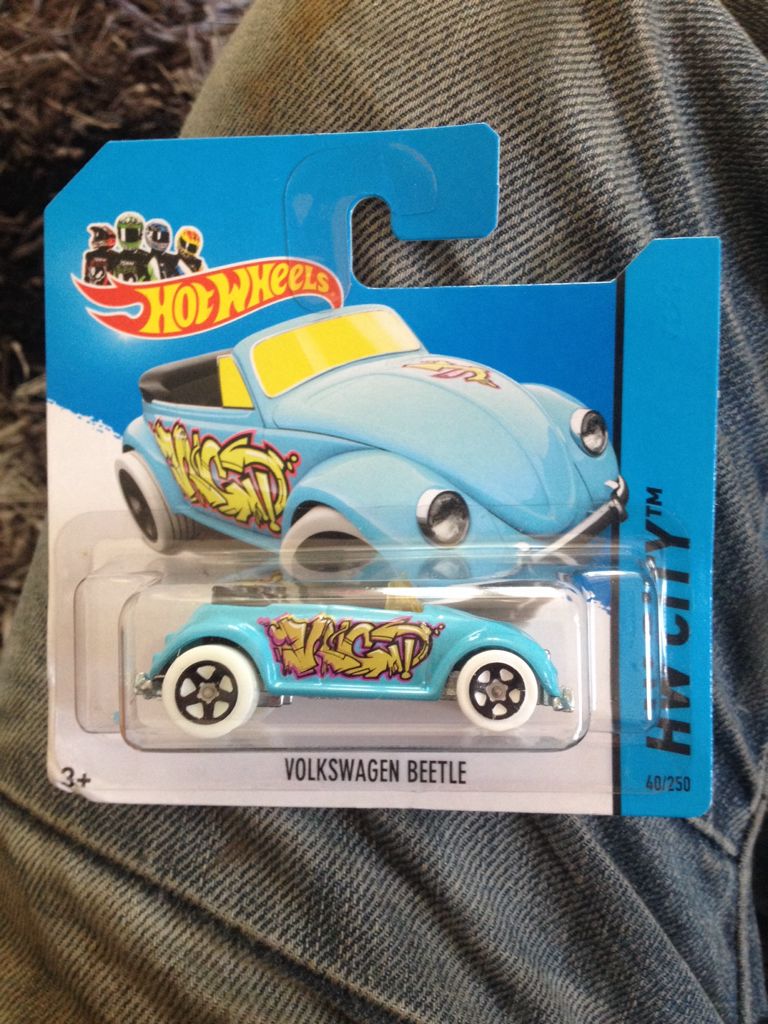 HOT WHEELS
VOLKSWAGEN BEETLE
3+
HW CITY™
40/250